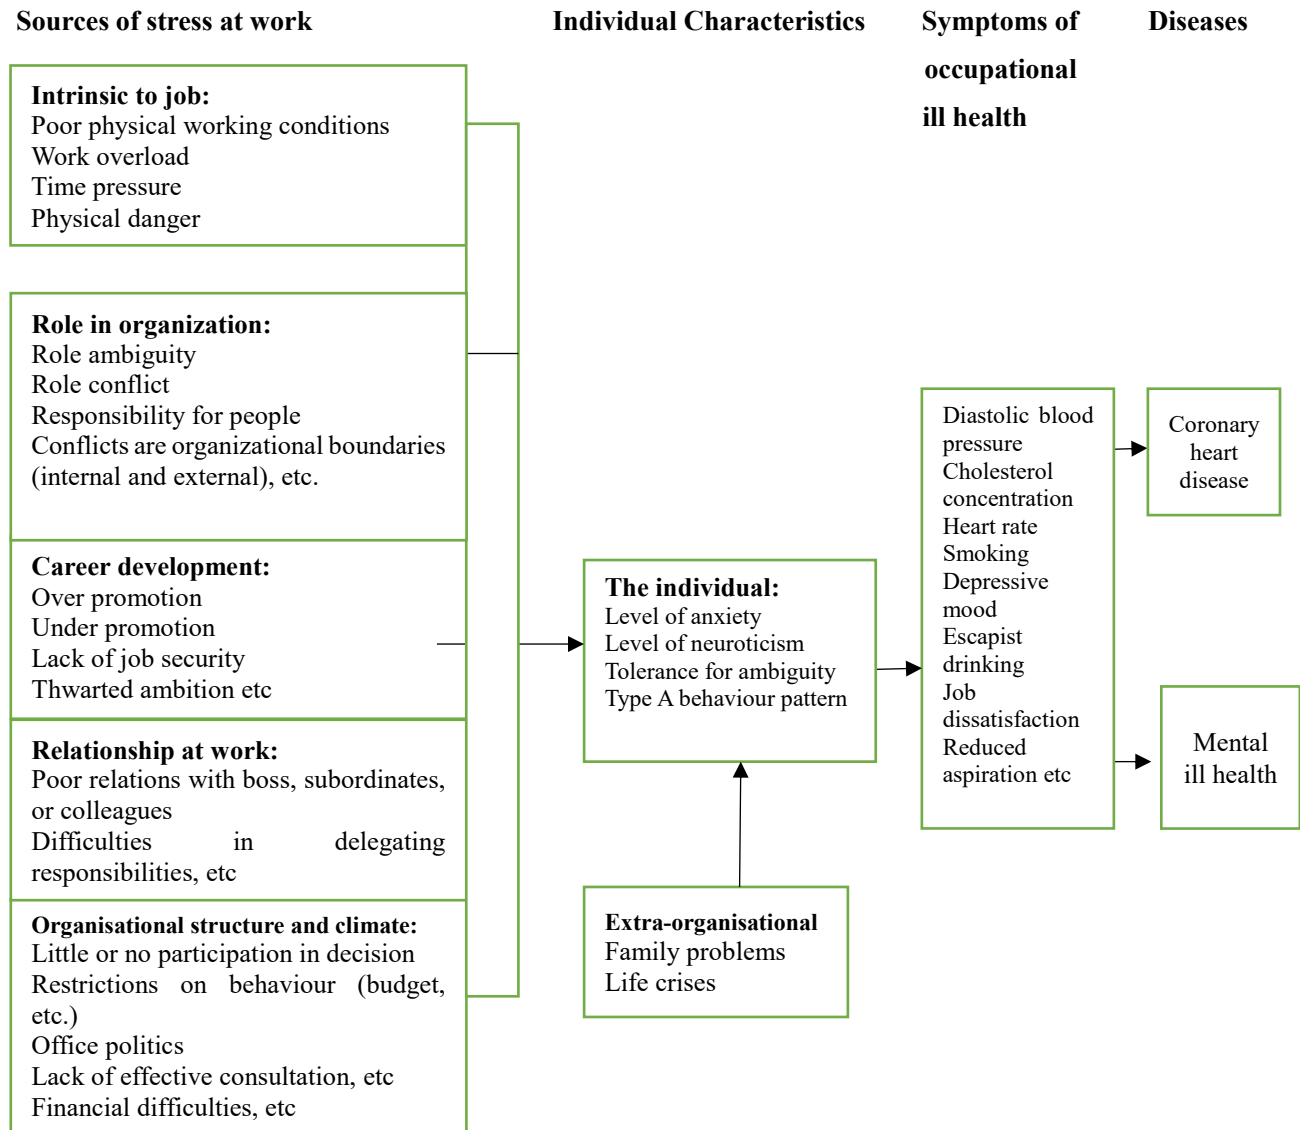 Sources of stress at work
Individual Characteristics
Symptoms of
occupational
ill health
Diseases
Intrinsic to job:
Poor physical working conditions
Work overload
Time pressure
Physical danger
Role in organization:
Role ambiguity
Role conflict
Responsibility for people
Conflicts are organizational boundaries
(internal and external), etc.
Career development:
Over promotion
Under promotion
Lack of job security
Thwarted ambition etc
Relationship at work:
Poor relations with boss, subordinates,
or colleagues
Difficulties in delegating
responsibilities, etc
Organisational structure and climate:
Little or no participation in decision
Restrictions on behaviour (budget,
etc.)
Office politics
Lack of effective consultation, etc
Financial difficulties, etc
The individual:
Level of anxiety
Level of neuroticism
Tolerance for ambiguity
Type A behaviour pattern
Extra-organisational
Family problems
Life crises
Diastolic blood
pressure
Cholesterol
concentration
Heart rate
Smoking
Depressive
mood
Escapist
drinking
Job
dissatisfaction
Reduced
aspiration etc
Coronary
heart
disease
Mental
ill health